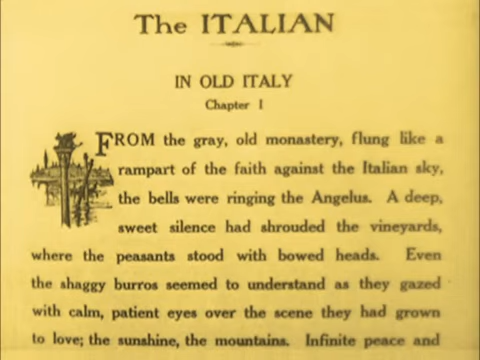 The ITALIAN
IN OLD ITALY
Chapter I
FROM the gray, old monastery, flung like a
rampart of the faith against the Italian sky,
the bells were ringing the Angelus. A deep,
sweet silence had shrouded the vineyards,
where the peasants stood with bowed heads. Even
the shaggy burros seemed to understand as they gazed
with calm, patient eyes over the scene they had grown
to love; the sunshine, the mountains. Infinite peace and